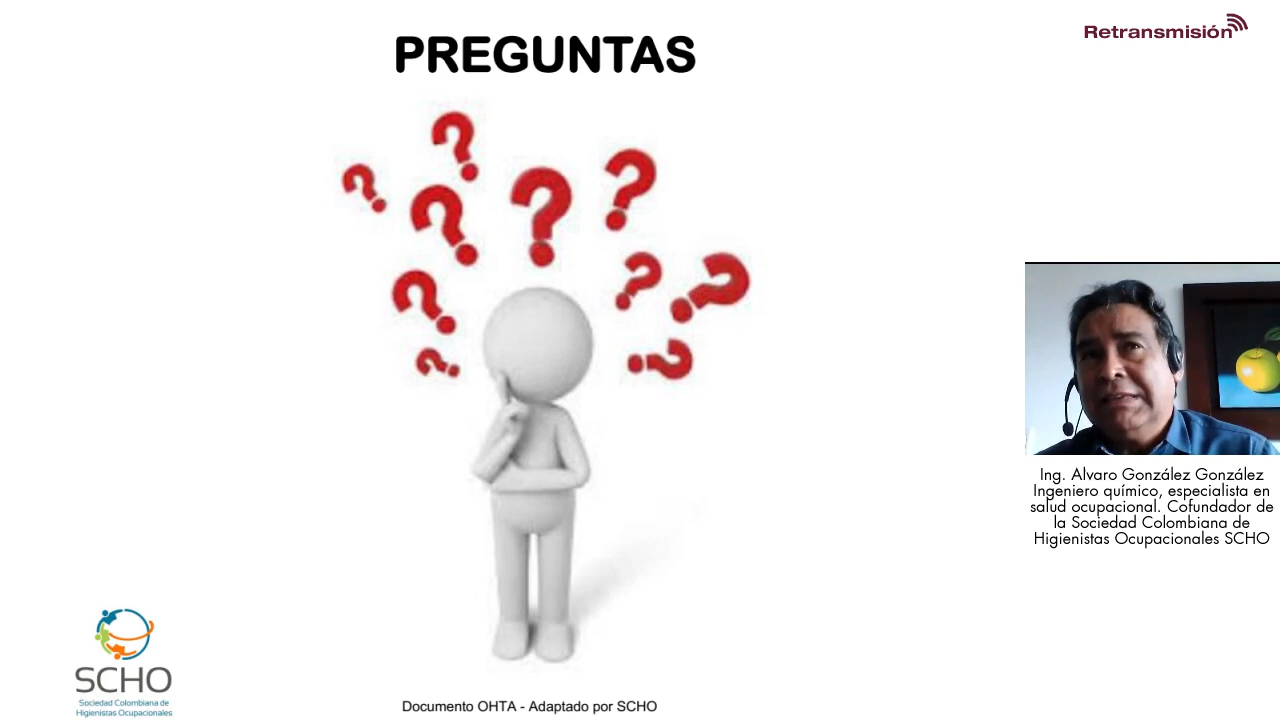 PREGUNTAS
Retransmisión
Ing. Alvaro González González
Ingeniero químico, especialista en
salud ocupacional. Cofundador de
la Sociedad Colombiana de
Higienistas Ocupacionales SCHO
SCHO
Sociedad Colombiana de
Higienistas Ocupacionales
Documento OHTA - Adaptado por SCHO